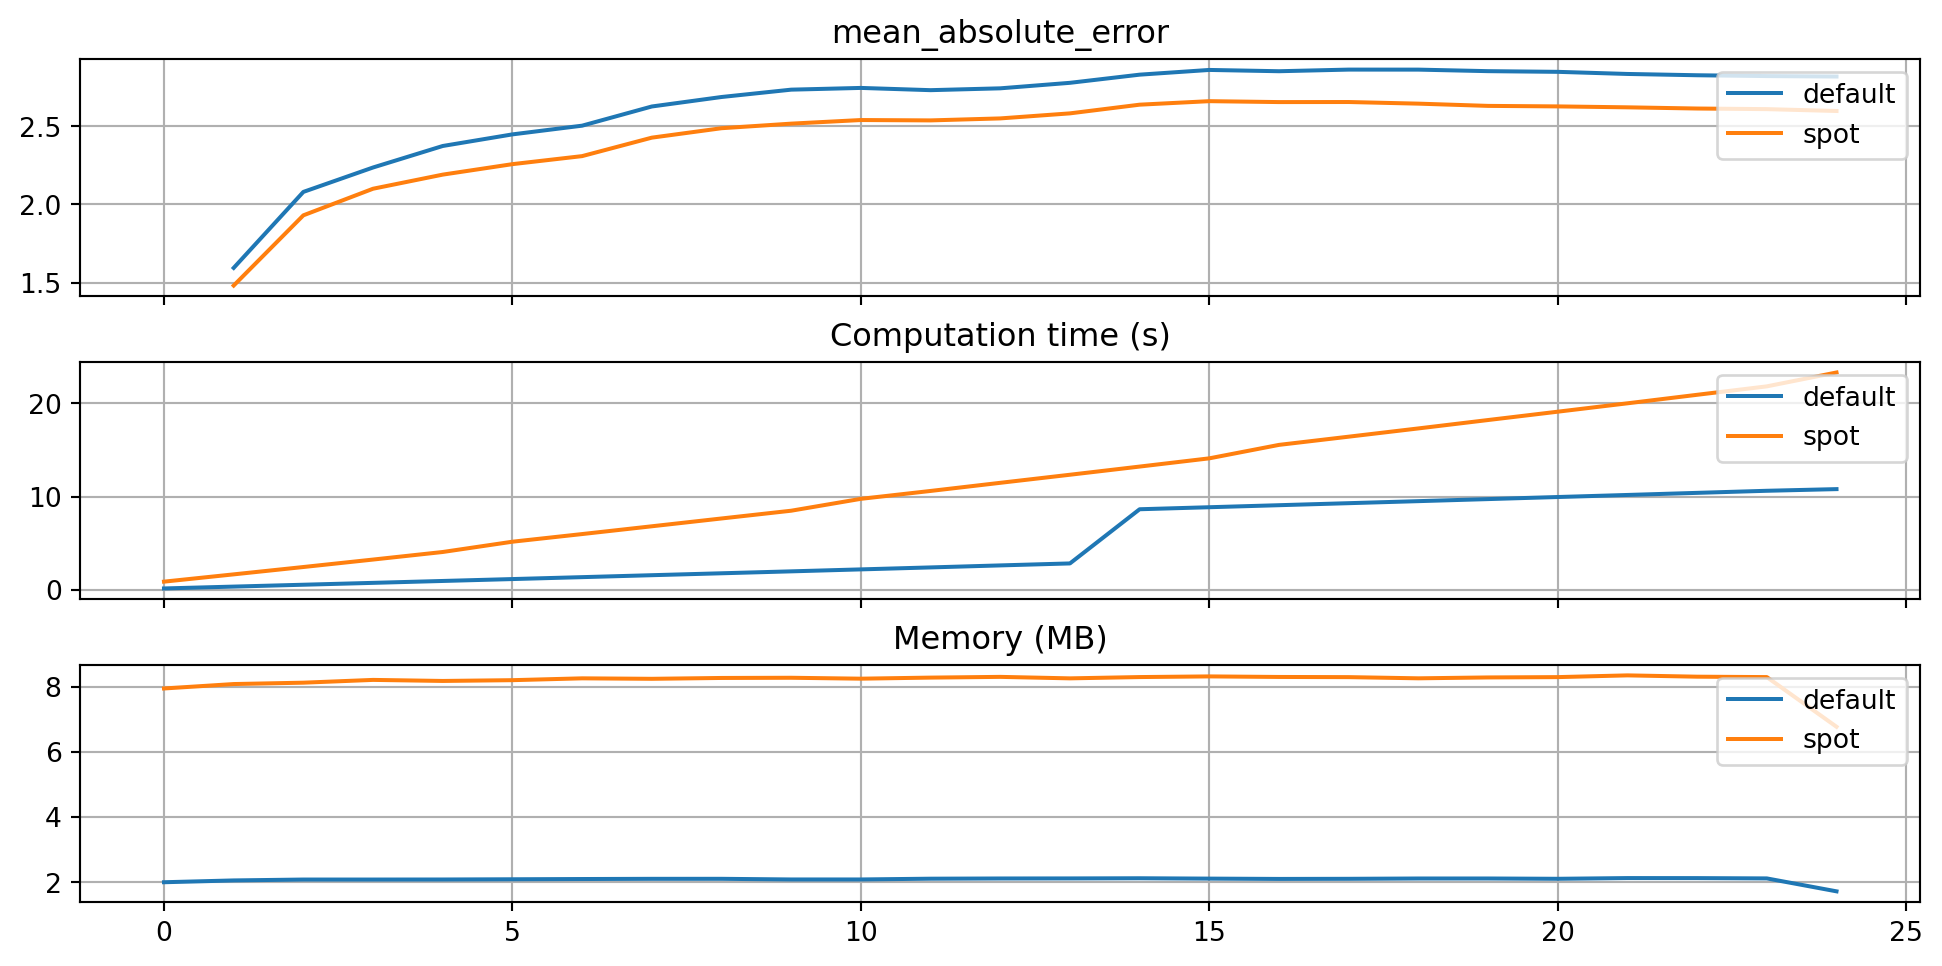 mean_absolute_error
2.5
2.0
1.5
default
spot
Computation time (s)
20
10
0
default
spot
Memory (MB)
8
6
4
2
default
spot
0 5 10 15 20 25